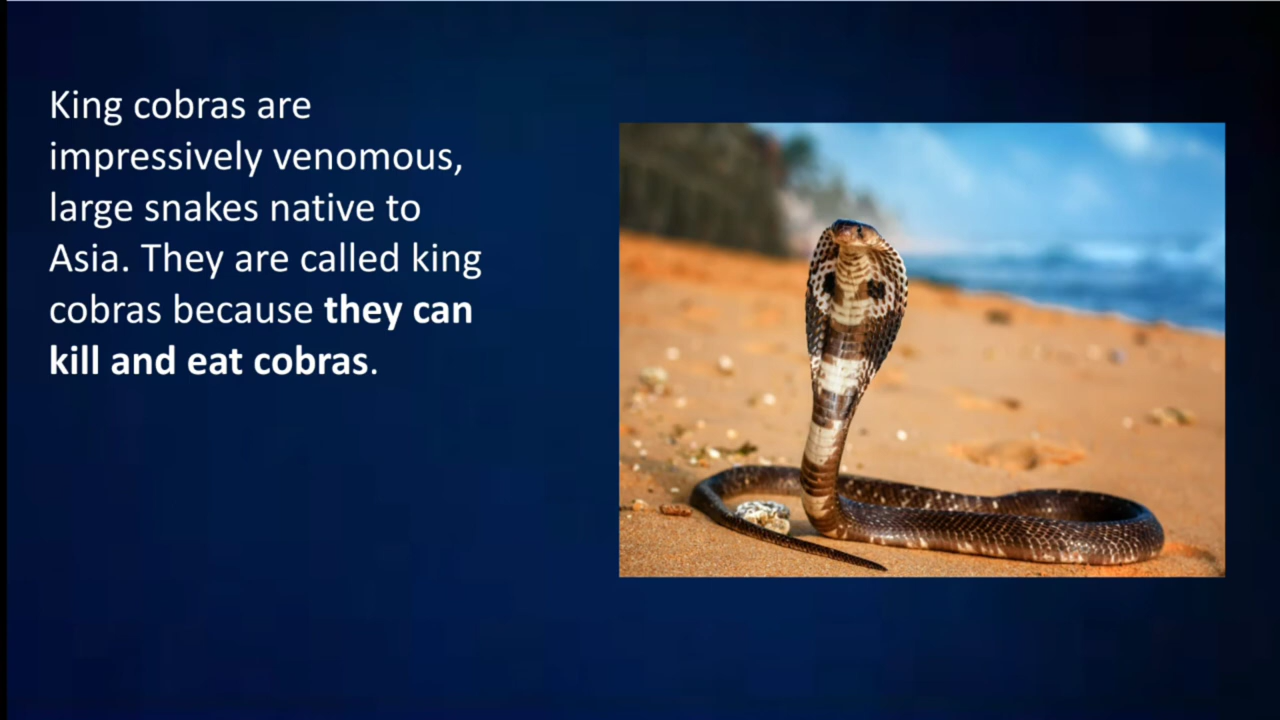 King cobras are
impressively venomous,
large snakes native to
Asia. They are called king
cobras because they can
kill and eat cobras.